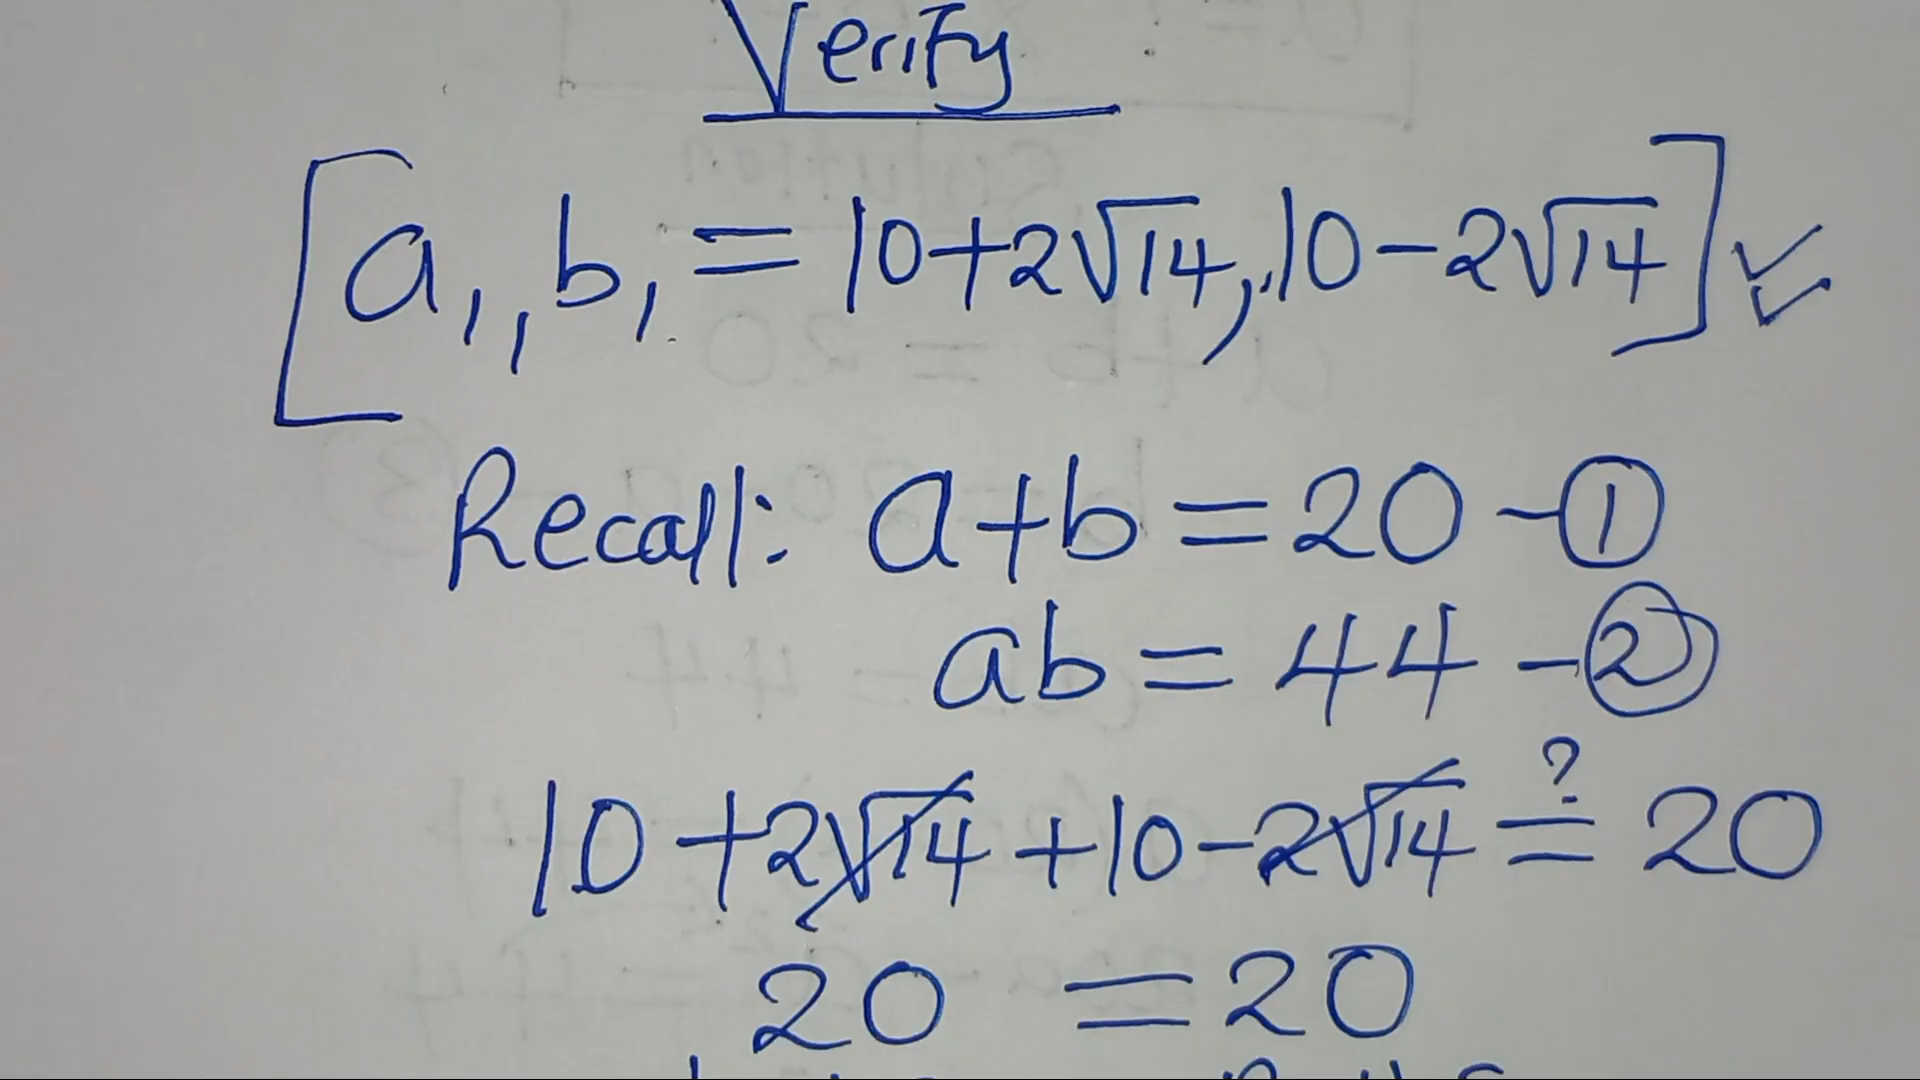 Verify
[a₁, b₁ = 10+2√14, 10-2√14]
Recall: a+b = 20 - ①
ab = 44 - ②
10 + 2√14 + 10 - 2√14 ?= 20
20 = 20